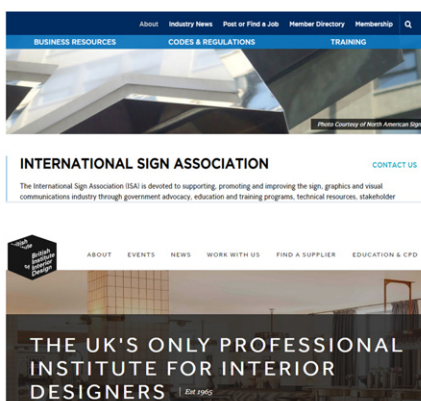 About Industry News Post or Find a Job Member Directory Membership
BUSINESS RESOURCES CODES & REGULATIONS TRAINING
Photo Courtesy of North American Sign
INTERNATIONAL SIGN ASSOCIATION
CONTACT US
The International Sign Association (ISA) is devoted to supporting, promoting and improving the sign, graphics and visual
communications industry through government advocacy, education and training programs, technical resources, stakeholder
British
Institute
of Interior
Design
ABOUT EVENTS NEWS WORK WITH US FIND A SUPPLIER EDUCATION & CPD
THE UK'S ONLY PROFESSIONAL
INSTITUTE FOR INTERIOR
DESIGNERS | Est 1965